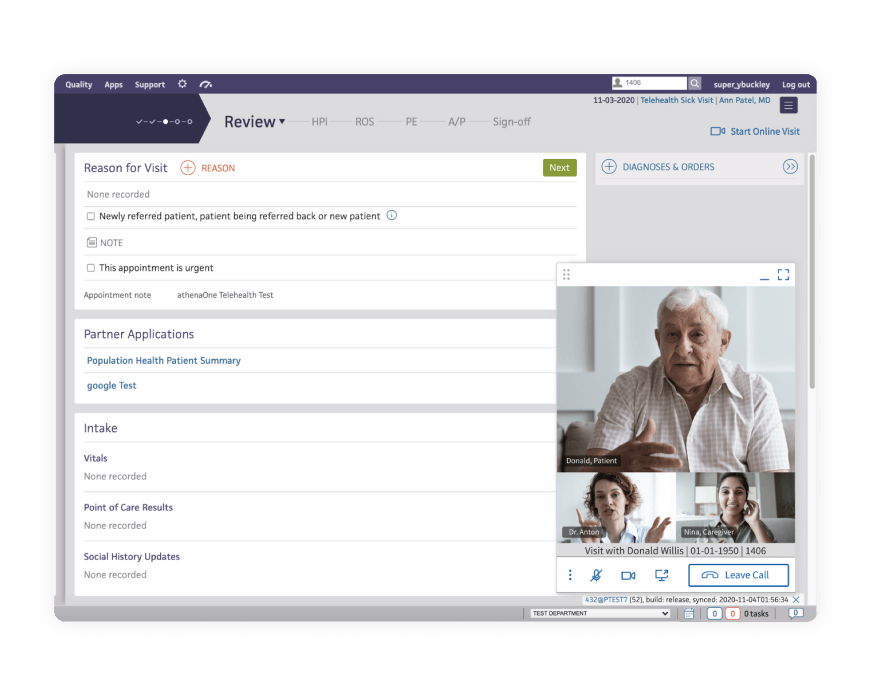 Quality Apps Support 1406 super_ybuckley Log out
11-03-2020 | Telehealth Sick Visit | Ann Patel, MD
Review HPI ROS PE A/P Sign-off
Start Online Visit
Reason for Visit REASON Next
DIAGNOSES & ORDERS
None recorded
Newly referred patient, patient being referred back or new patient
NOTE
This appointment is urgent
Appointment note athenaOne Telehealth Test
Partner Applications
Population Health Patient Summary
google Test
Intake
Vitals
None recorded
Point of Care Results
None recorded
Social History Updates
None recorded
Donald, Patient
Dr. Anton
Nina, Caregiver
Visit with Donald Willis | 01-01-1950 | 1406
Leave Call
432@PTEST7 (52), build: release, synced: 2020-11-04T01:56:34
TEST DEPARTMENT 0 0 0 tasks 0